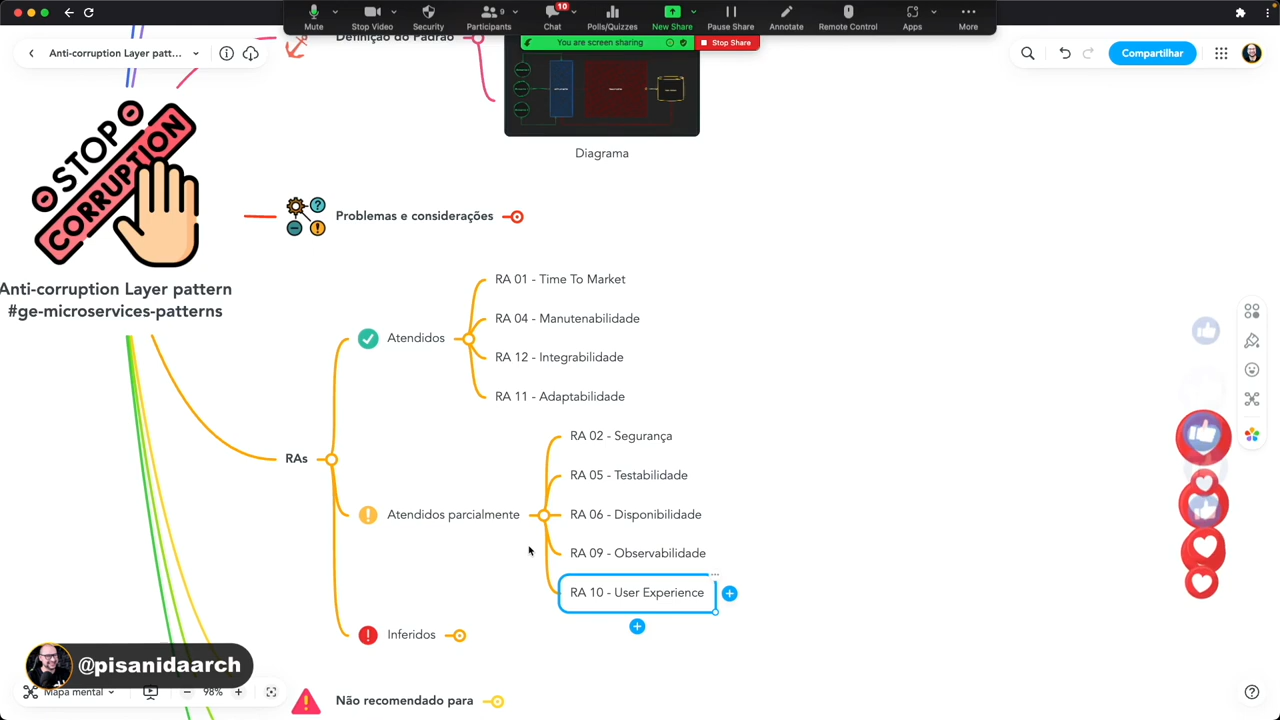 Mute
Stop Video
Security
9
Participants
10
Chat
Polls/Quizzes
New Share
Pause Share
Annotate
Remote Control
Apps
More
You are screen sharing
Stop Share
Anti-corruption Layer patt...
Compartilhar
Definição do Padrão
Diagrama
STOP
CORRUPTION
Problemas e considerações
Anti-corruption Layer pattern
#ge-microservices-patterns
RAs
Atendidos
RA 01 - Time To Market
RA 04 - Manutenabilidade
RA 12 - Integrabilidade
RA 11 - Adaptabilidade
Atendidos parcialmente
RA 02 - Segurança
RA 05 - Testabilidade
RA 06 - Disponibilidade
RA 09 - Observabilidade
RA 10 - User Experience
Inferidos
@pisanidaarch
Mapa mental
98%
Não recomendado para